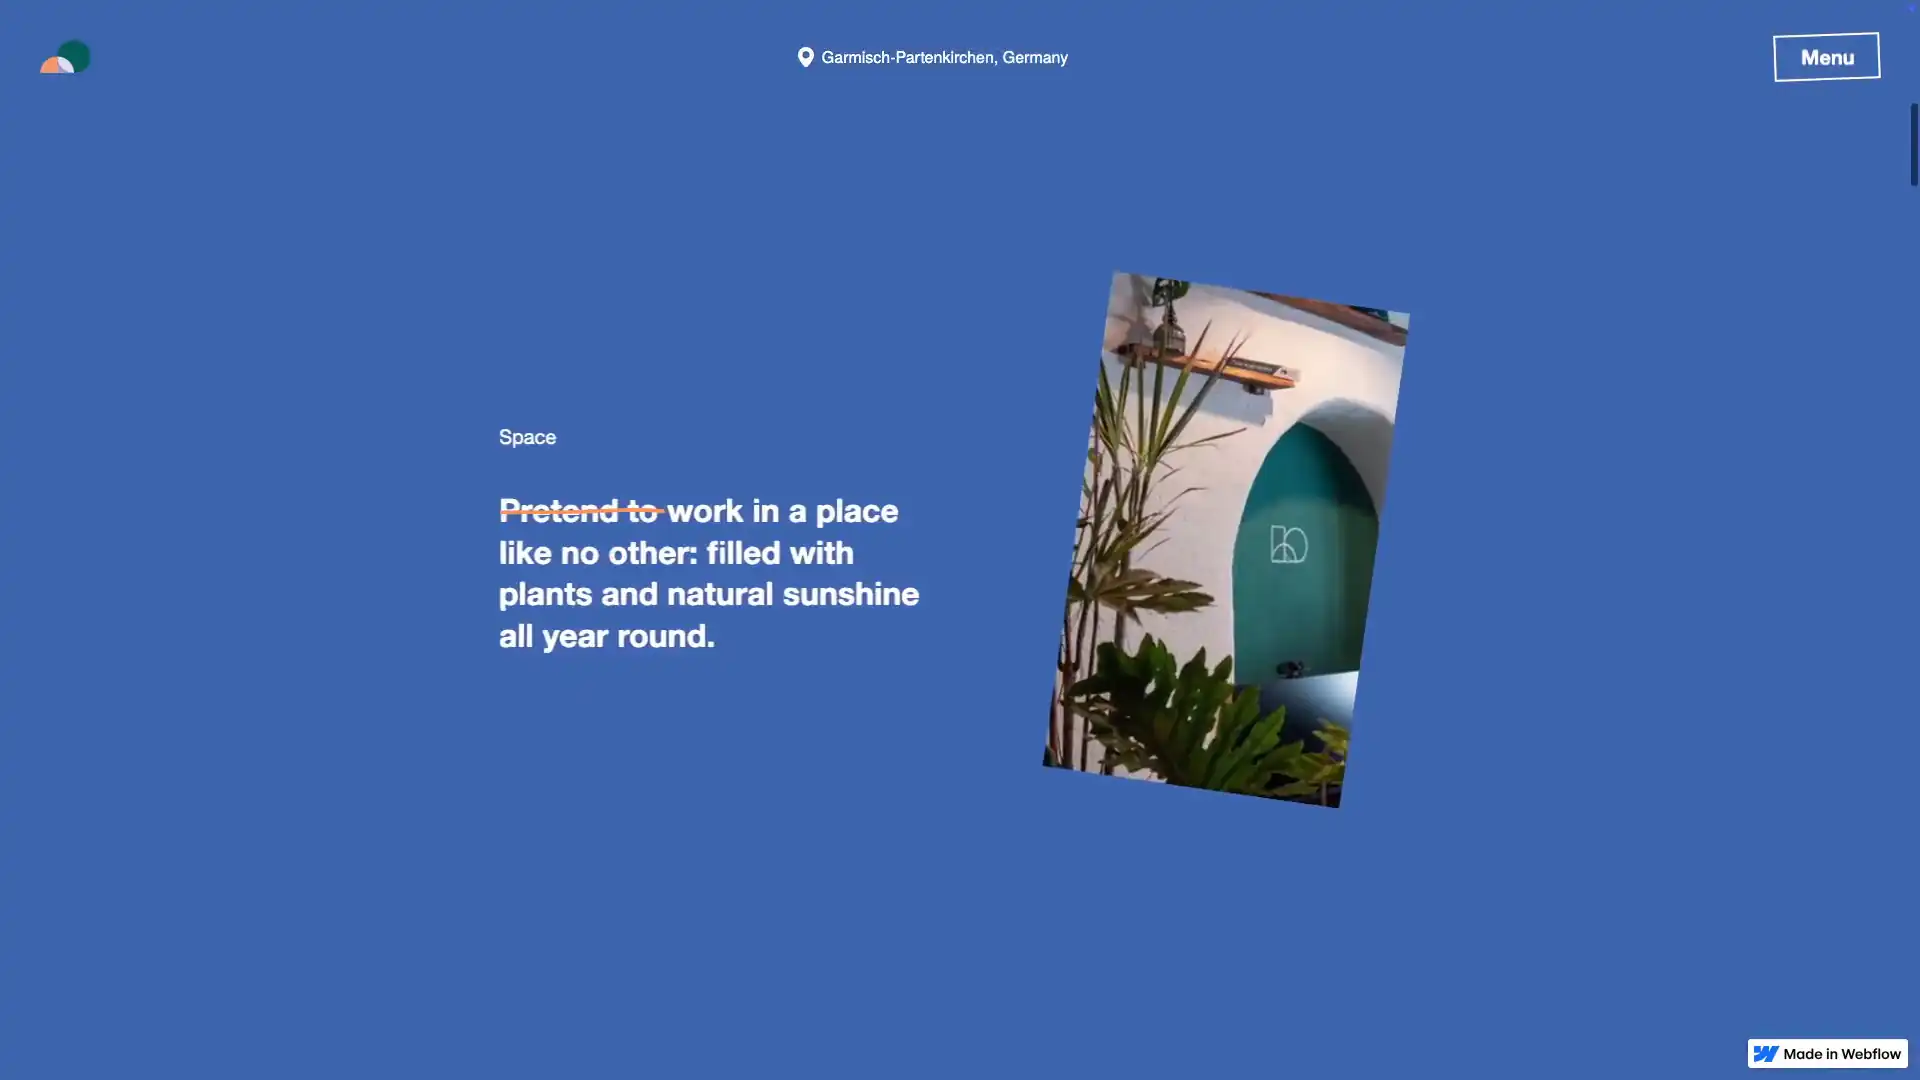 Garmisch-Partenkirchen, Germany
Menu
Space
Pretend to work in a place
like no other: filled with
plants and natural sunshine
all year round.
Made in Webflow